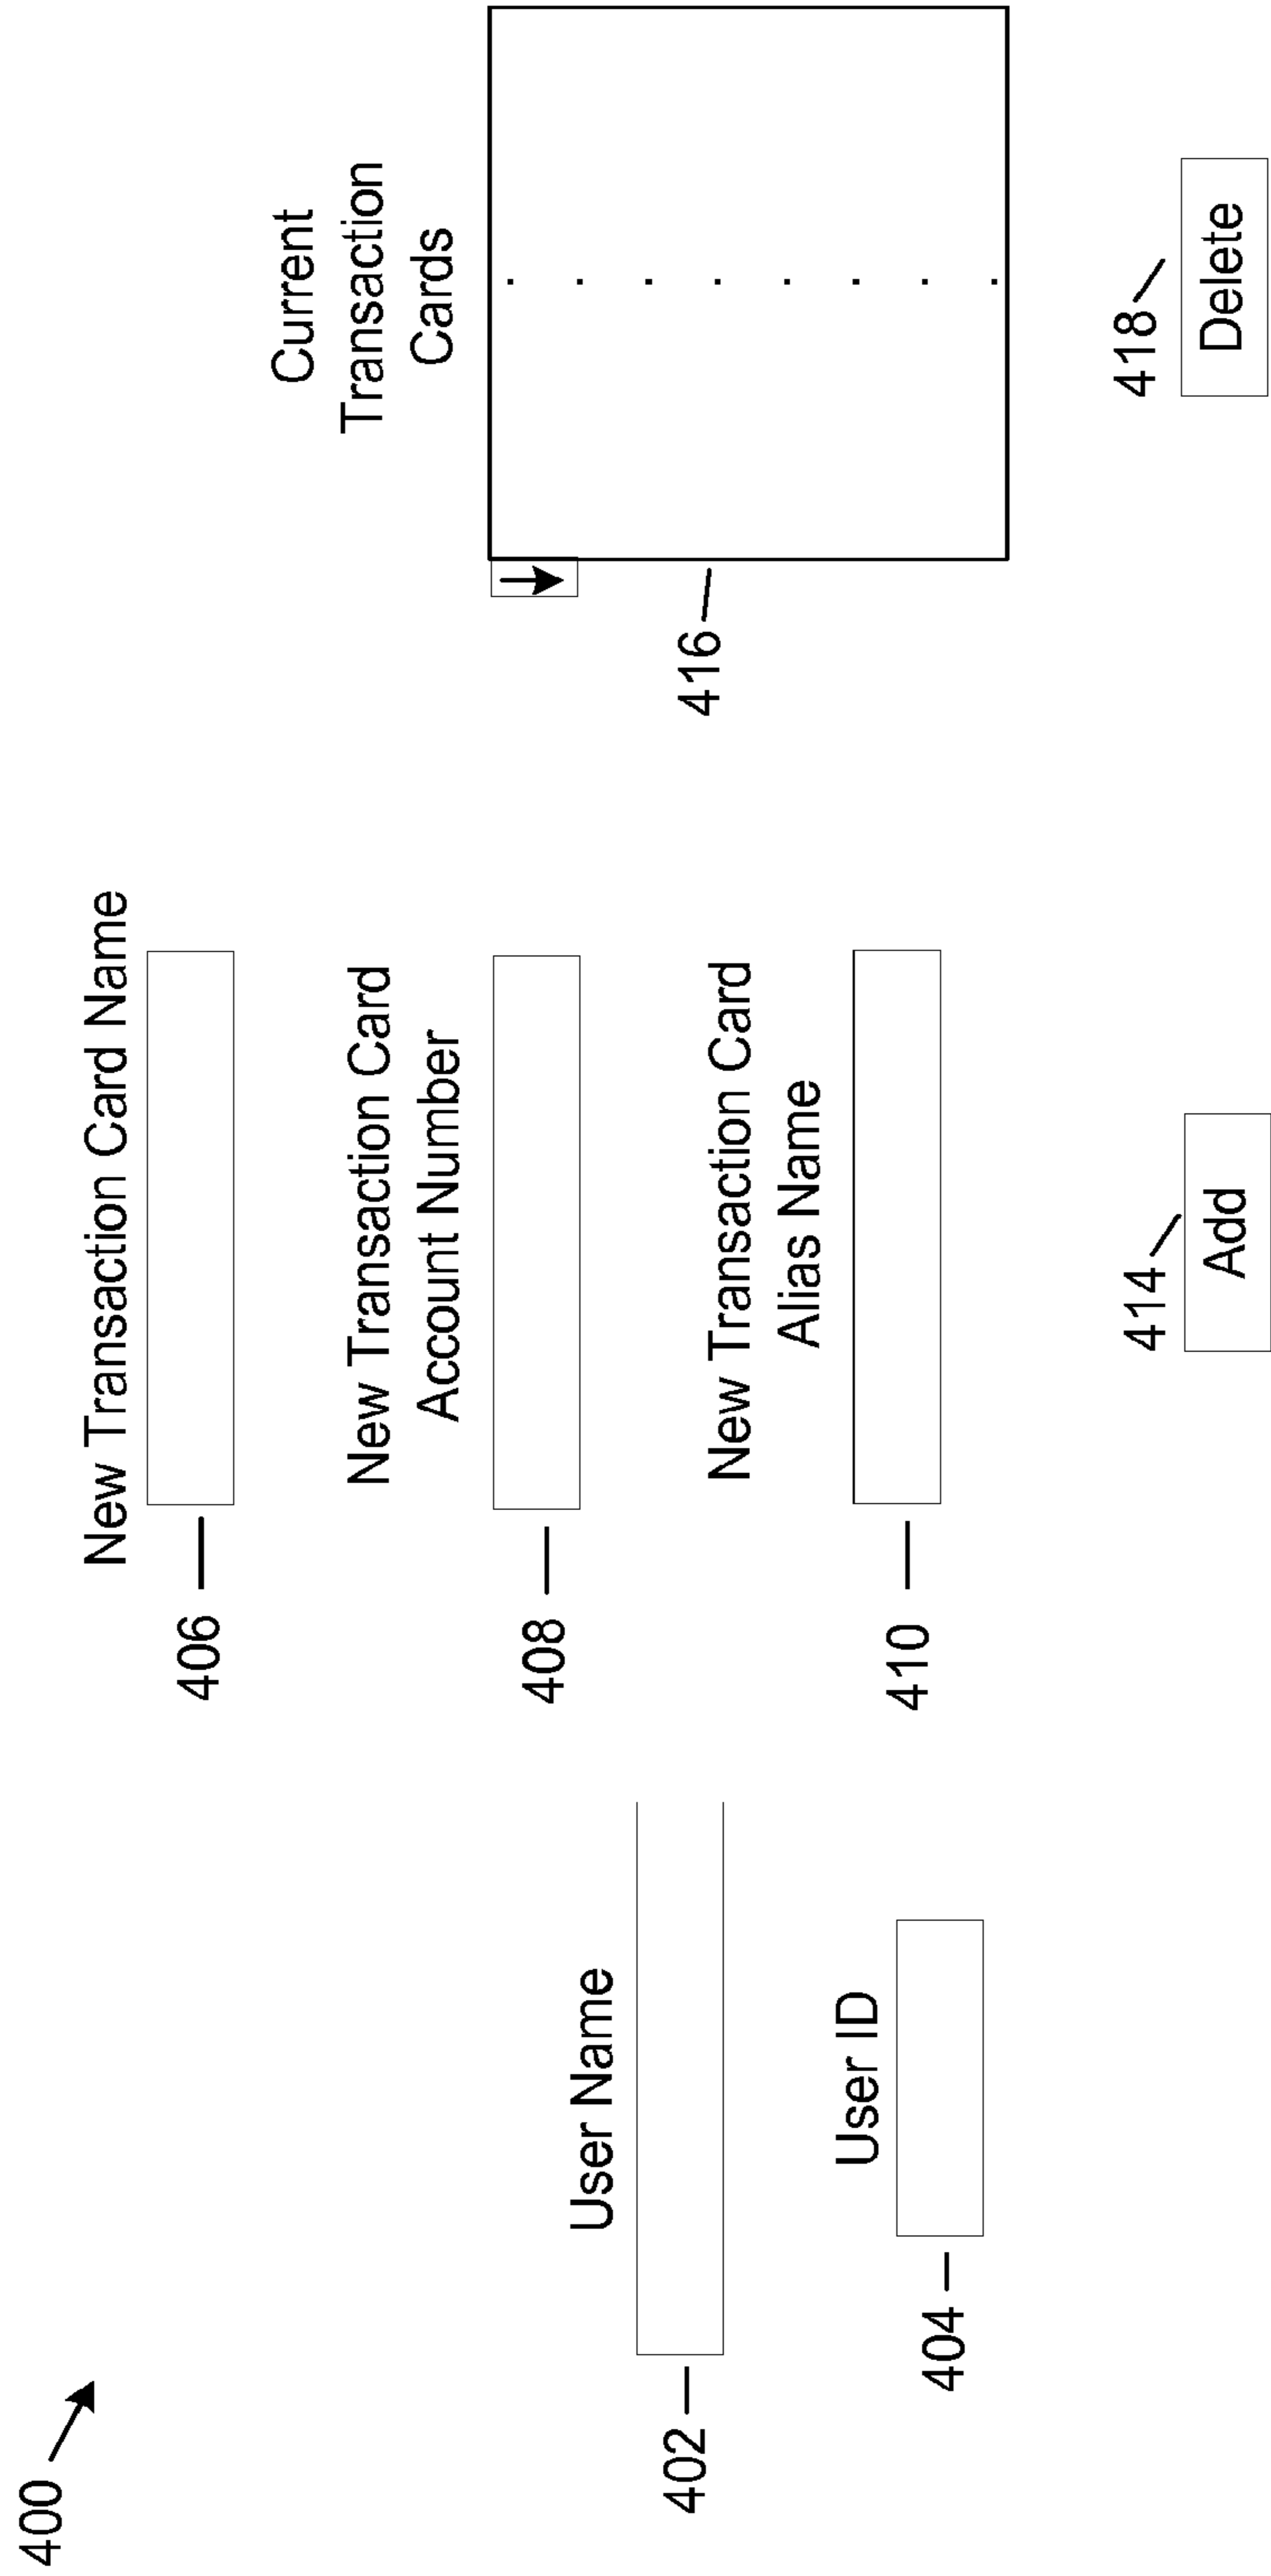 400
User Name
402
User ID
404
New Transaction Card Name
406
New Transaction Card
Account Number
408
New Transaction Card
Alias Name
410
414
Add
Current
Transaction
Cards
416
418
Delete